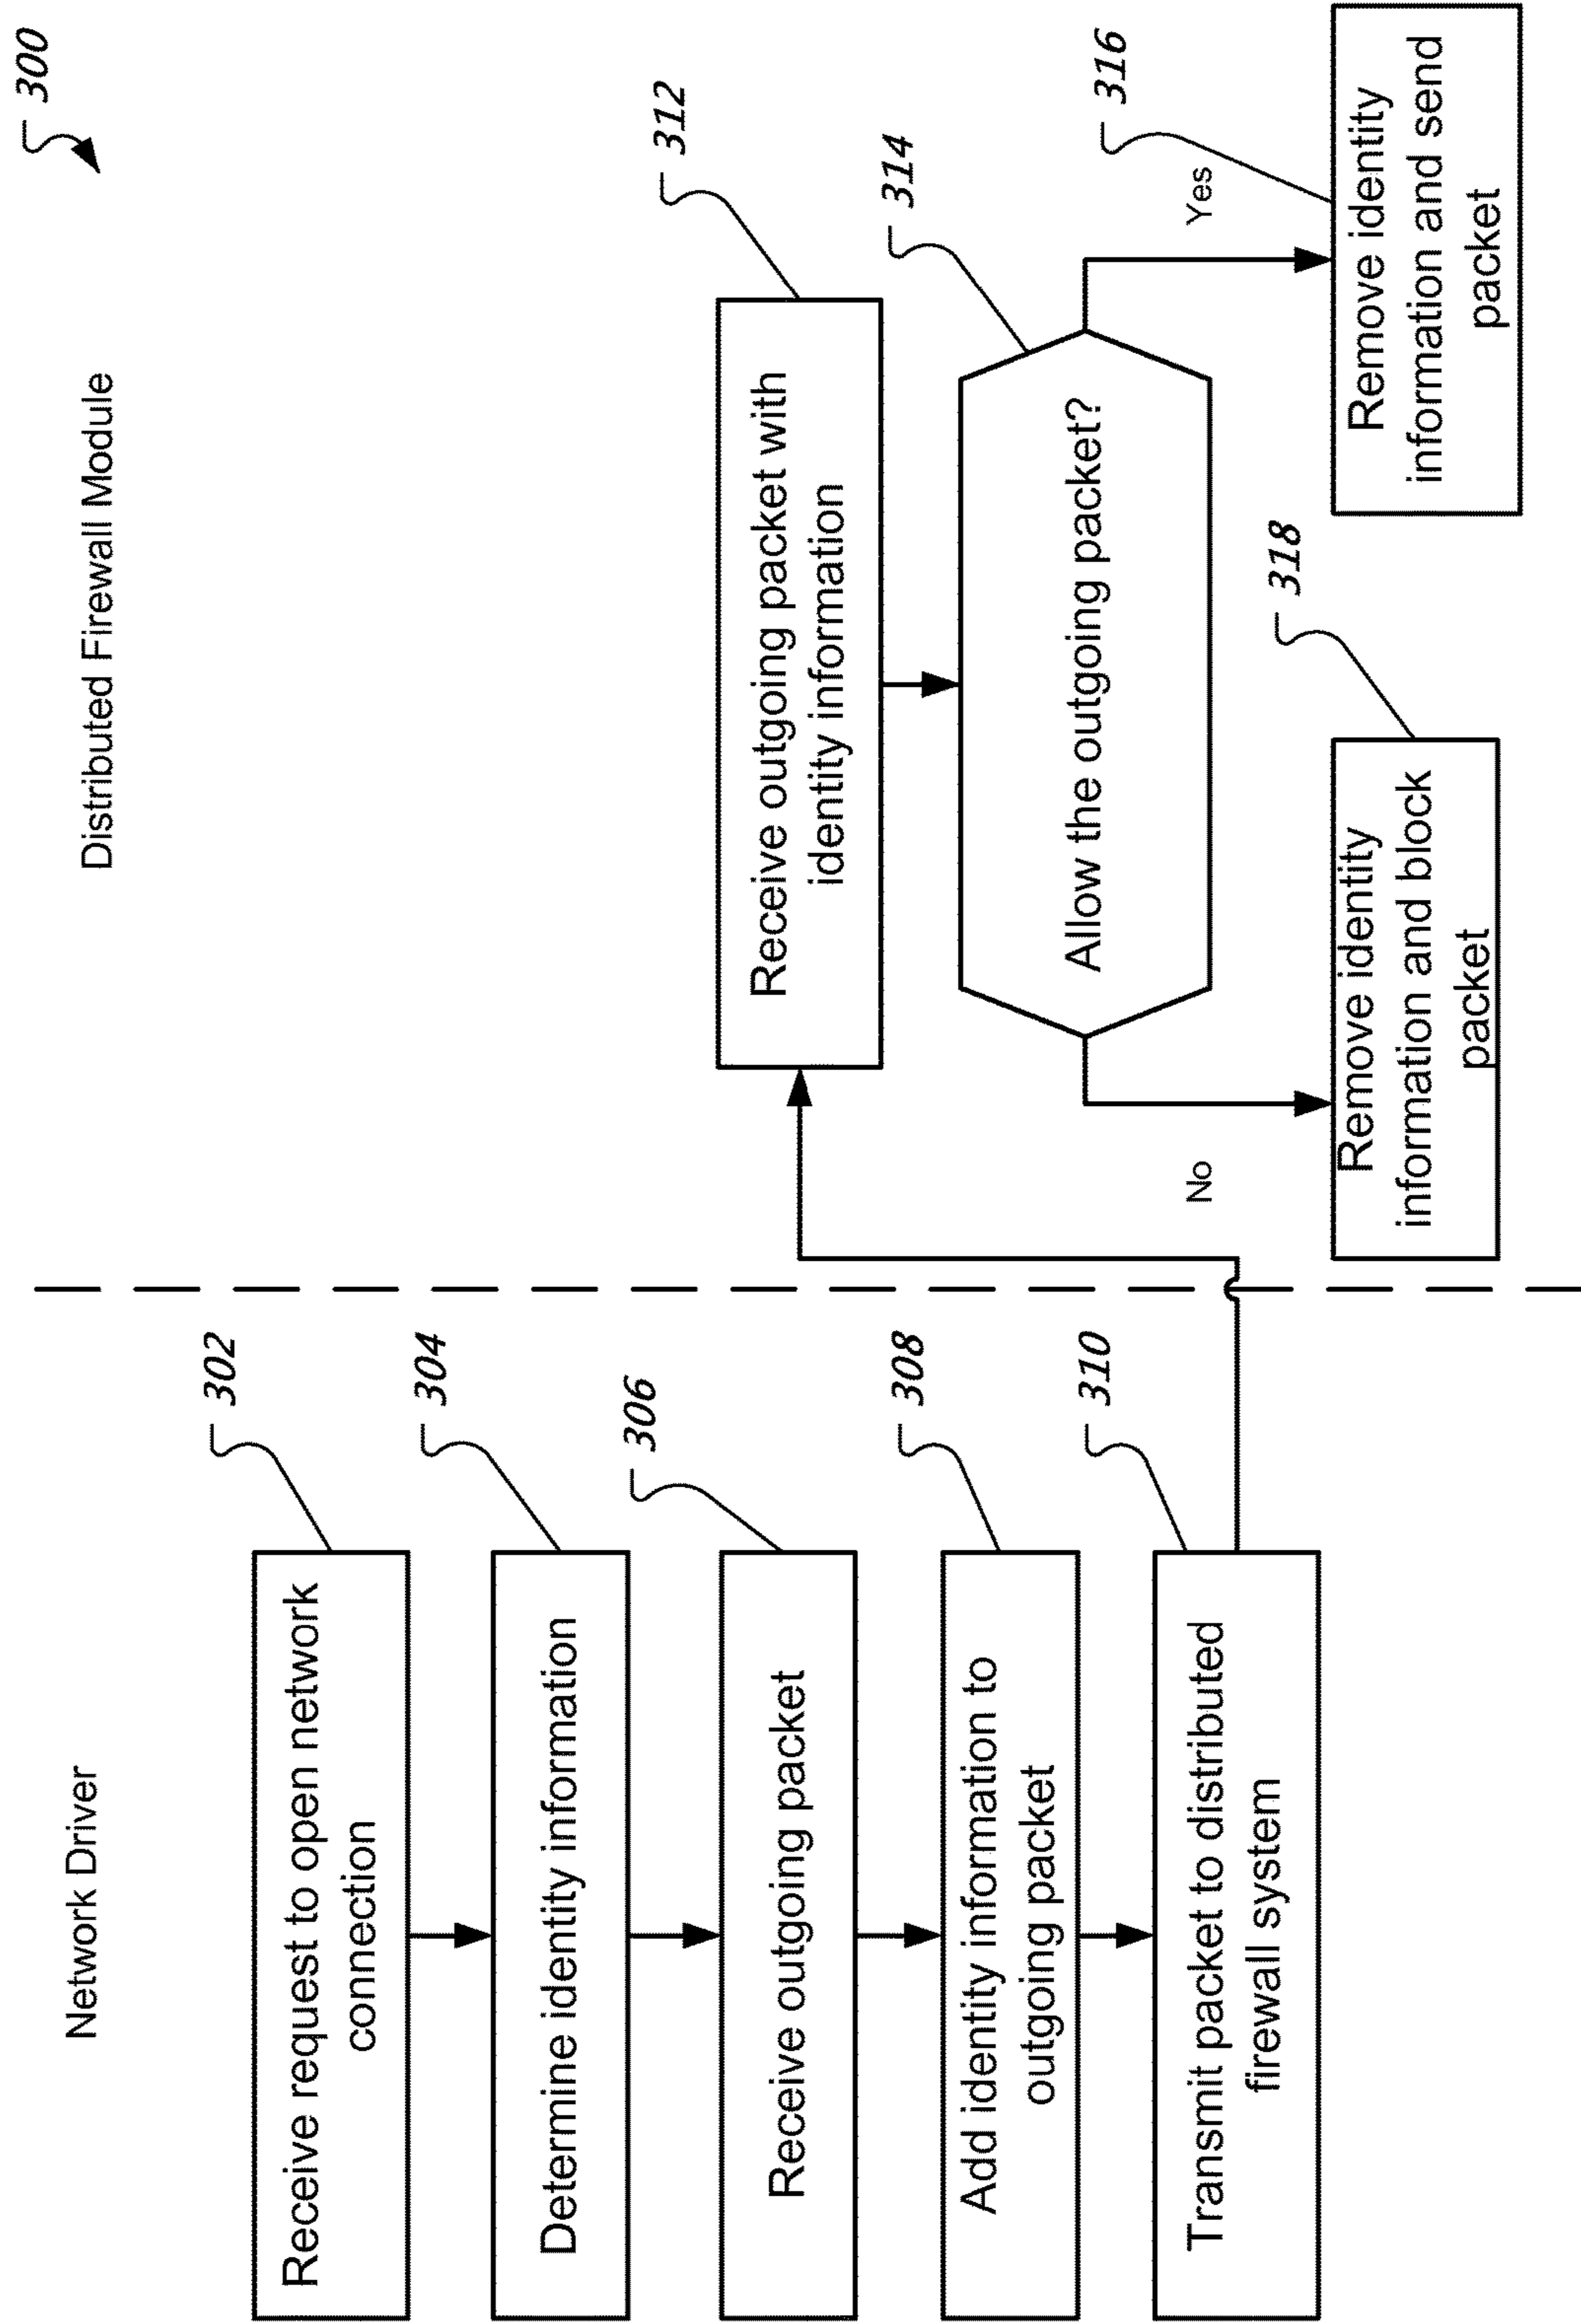 300
Network Driver
Distributed Firewall Module
302
Receive request to open network
connection
304
Determine identity information
306
Receive outgoing packet
308
Add identity information to
outgoing packet
310
Transmit packet to distributed
firewall system
312
Receive outgoing packet with
identity information
314
Allow the outgoing packet?
No
Yes
318
Remove identity
information and block
packet
316
Remove identity
information and send
packet